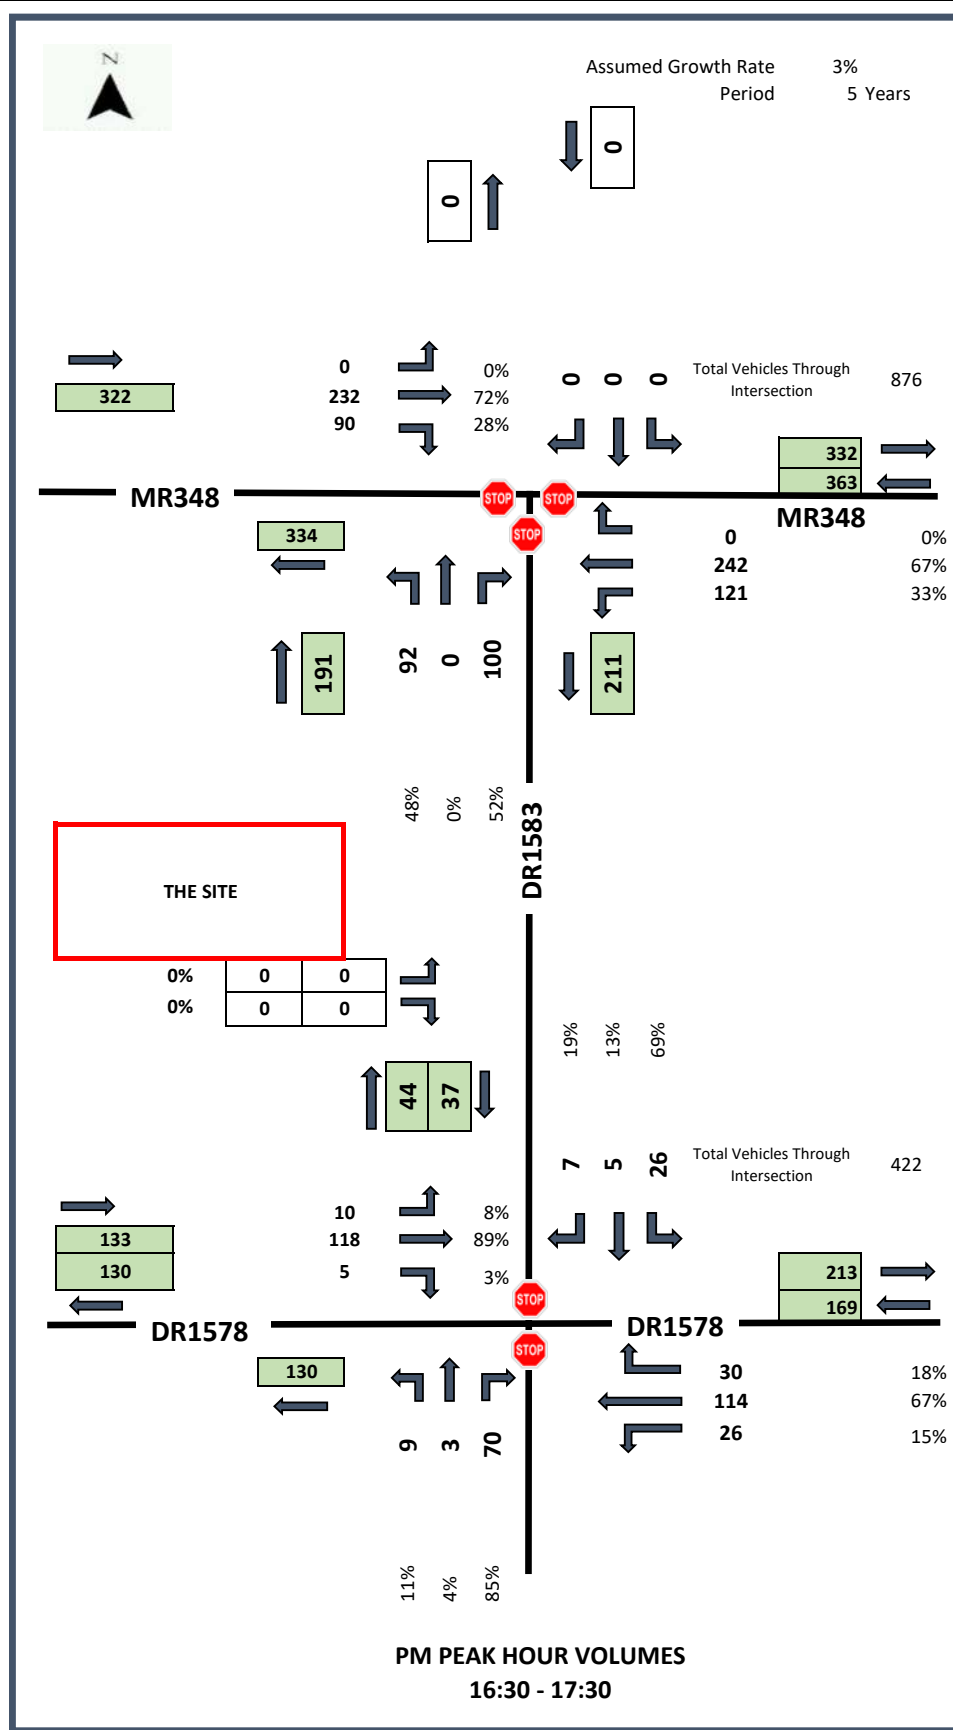 N
Assumed Growth Rate 3%
Period 5 Years
0
0
322
0 0%
232 72%
90 28%
0 0 0
Total Vehicles Through
Intersection
876
332
363
MR348
STOP STOP
MR348
STOP
334
0 0%
242 67%
121 33%
191
92 0 100
211
48% 0% 52%
DR1583
THE SITE
0% 0 0
0% 0 0
19% 13% 69%
44 37
7 5 26
Total Vehicles Through
Intersection
422
10 8%
118 89%
5 3%
133
130
213
169
STOP
DR1578
DR1578
STOP
130
30 18%
114 67%
26 15%
9 3 70
11% 4% 85%
PM PEAK HOUR VOLUMES
16:30 - 17:30